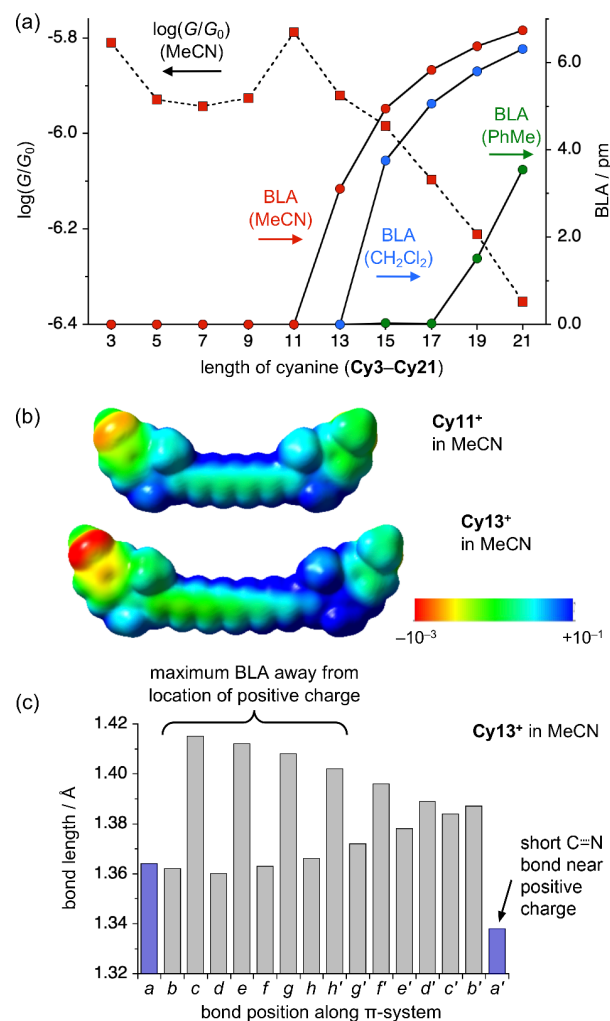 (a)
log(G/G0)
(MeCN)
BLA
(PhMe)
BLA
(MeCN)
BLA
(CH2Cl2)
-5.8
-6.0
-6.2
-6.4
log(G/G0)
6.0
4.0
2.0
0.0
BLA / pm
3 5 7 9 11 13 15 17 19 21
length of cyanine (Cy3–Cy21)
(b)
Cy11+
in MeCN
Cy13+
in MeCN
–10−3 +10−1
maximum BLA away from
location of positive charge
(c)
Cy13+ in MeCN
1.42
1.40
1.38
1.36
1.34
1.32
bond length / Å
short C=N
bond near
positive
charge
a b c d e f g h h' g' f' e' d' c' b' a'
bond position along π-system